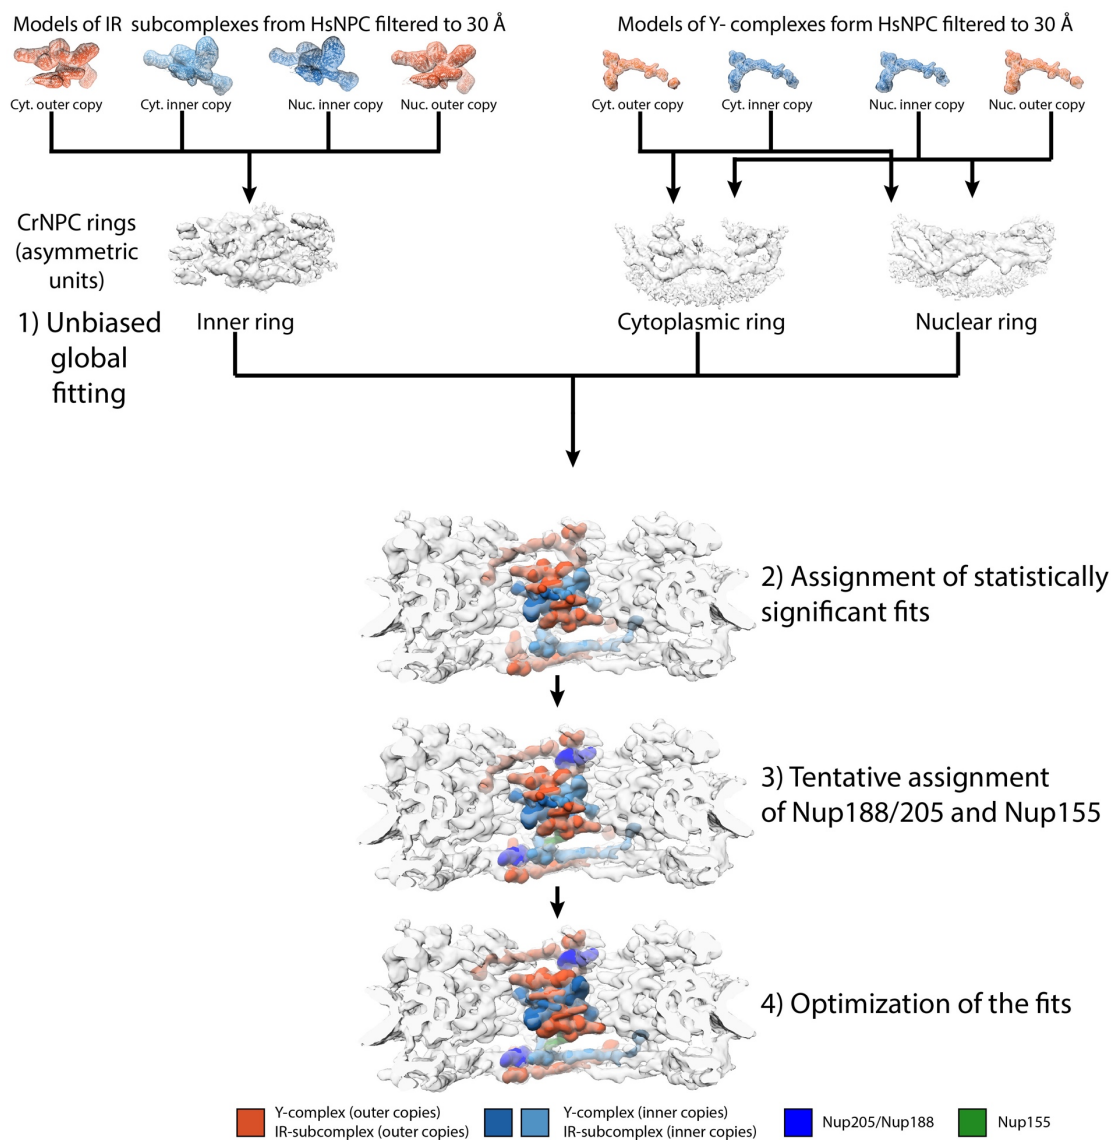 Models of IR subcomplexes from HsNPC filtered to 30 Å
Models of Y- complexes form HsNPC filtered to 30 Å
Cyt. outer copy
Cyt. inner copy
Nuc. inner copy
Nuc. outer copy
Cyt. outer copy
Cyt. inner copy
Nuc. inner copy
Nuc. outer copy
CrNPC rings
(asymmetric
units)
1) Unbiased
global
fitting
Inner ring
Cytoplasmic ring
Nuclear ring
2) Assignment of statistically
significant fits
3) Tentative assignment
of Nup188/205 and Nup155
4) Optimization of the fits
Y-complex (outer copies)
IR-subcomplex (outer copies)
Y-complex (inner copies)
IR-subcomplex (inner copies)
Nup205/Nup188
Nup155